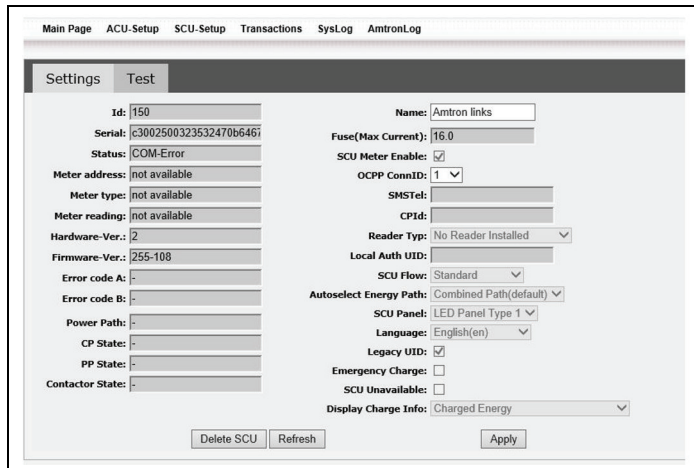 Main Page ACU-Setup SCU-Setup Transactions SysLog AmtronLog
Settings Test
Id: 150
Serial: c3002500323532470b6467
Status: COM-Error
Meter address: not available
Meter type: not available
Meter reading: not available
Hardware-Ver.: 2
Firmware-Ver.: 255-108
Error code A: -
Error code B: -
Power Path: -
CP State: -
PP State: -
Contactor State: -
Name: Amtron links
Fuse(Max Current): 16.0
SCU Meter Enable:
OCPP ConnID: 1
SMSTel:
CPId:
Reader Typ: No Reader Installed
Local Auth UID:
SCU Flow: Standard
Autoselect Energy Path: Combined Path(default)
SCU Panel: LED Panel Type 1
Language: English(en)
Legacy UID:
Emergency Charge:
SCU Unavailable:
Display Charge Info: Charged Energy
Delete SCU Refresh Apply